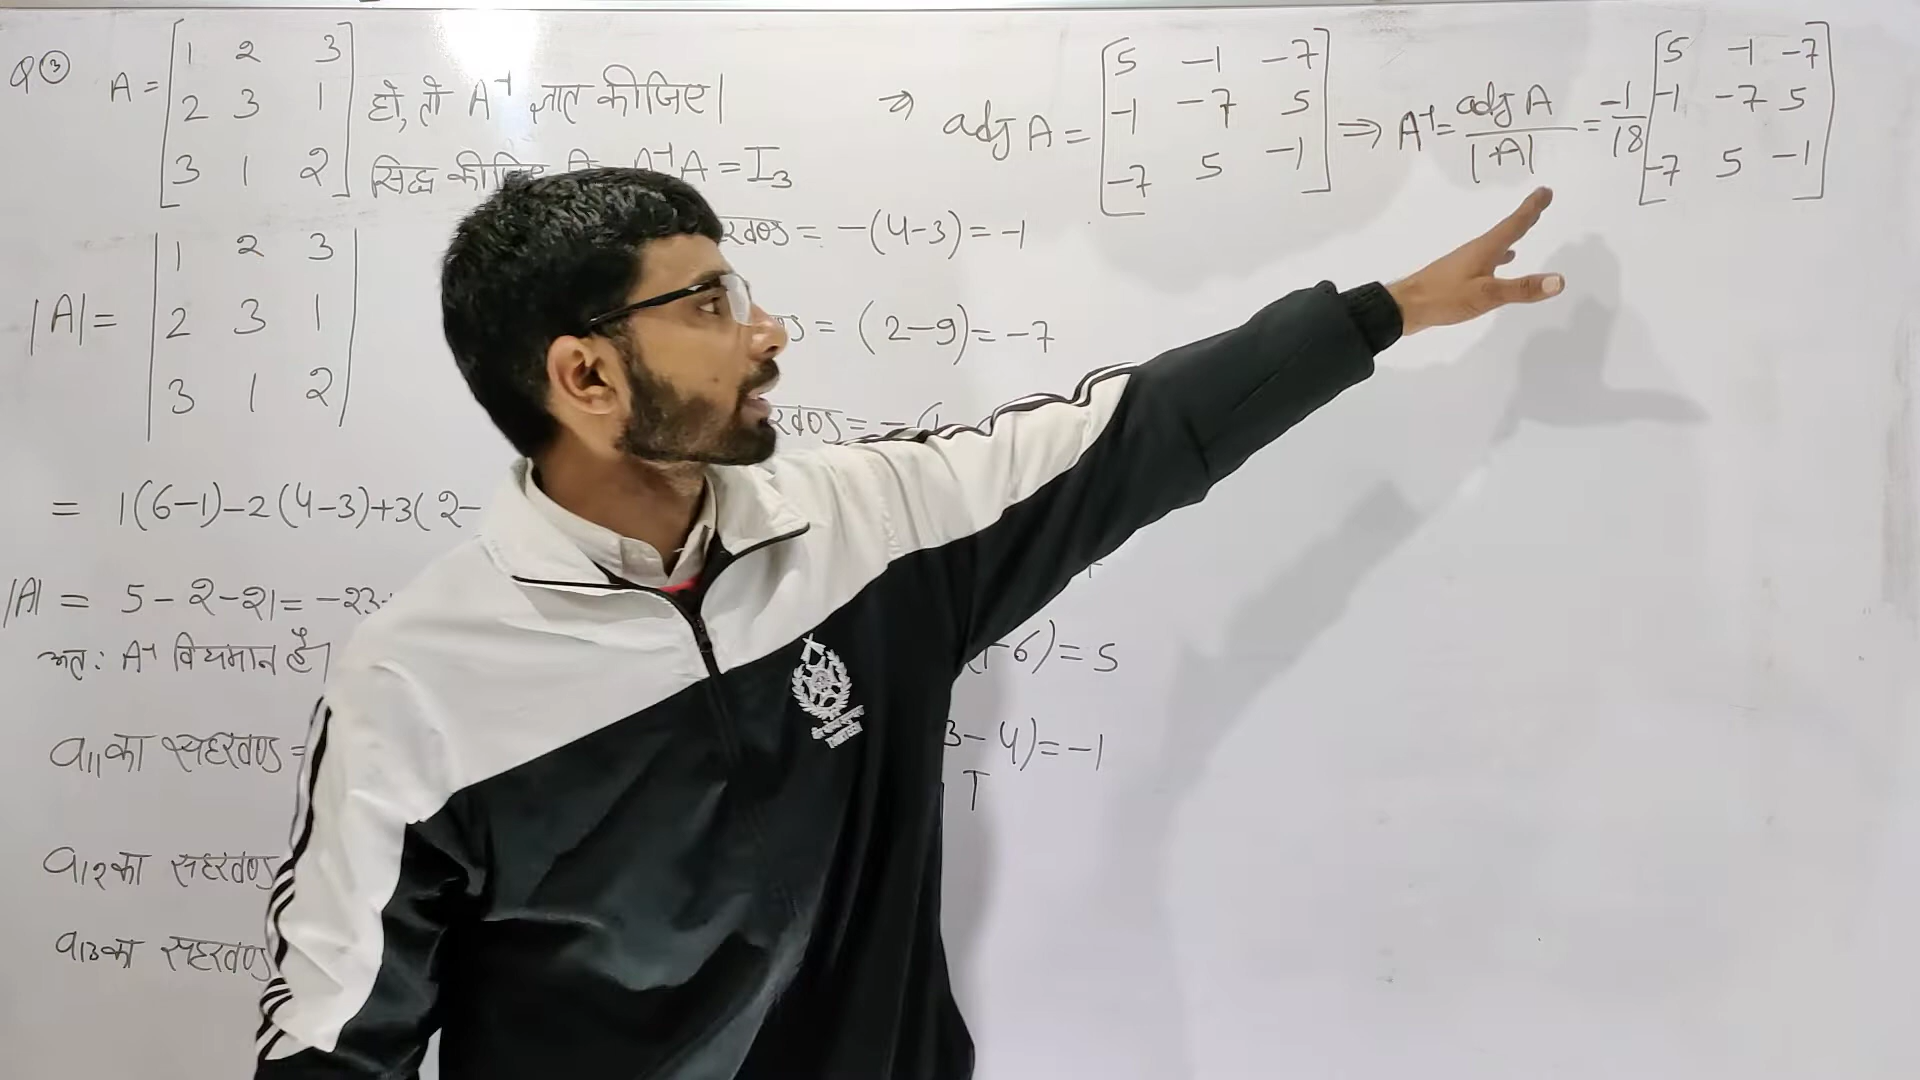 Q③ A = [1 2 3
2 3 1
3 1 2] हो, तो A⁻¹ ज्ञात कीजिए।
सिद्ध कीजिए A⁻¹A = I₃
|A| = |1 2 3
2 3 1
3 1 2|
= 1(6-1)-2(4-3)+3(2-
|A| = 5-2-21 = -23
अतः A⁻¹ विद्यमान है।
a₁₁ का सहखण्ड =
a₁₂ का सहखण्ड
a₁₃ का सहखण्ड
= -(4-3) = -1
= (2-9) = -7
= -(
-6) = 5
3-4) = -1
T
⇒ adj A = [5 -1 -7
-1 -7 5
-7 5 -1] ⇒ A⁻¹ = adj A / |A| = -1/18 [5 -1 -7
-1 -7 5
-7 5 -1]